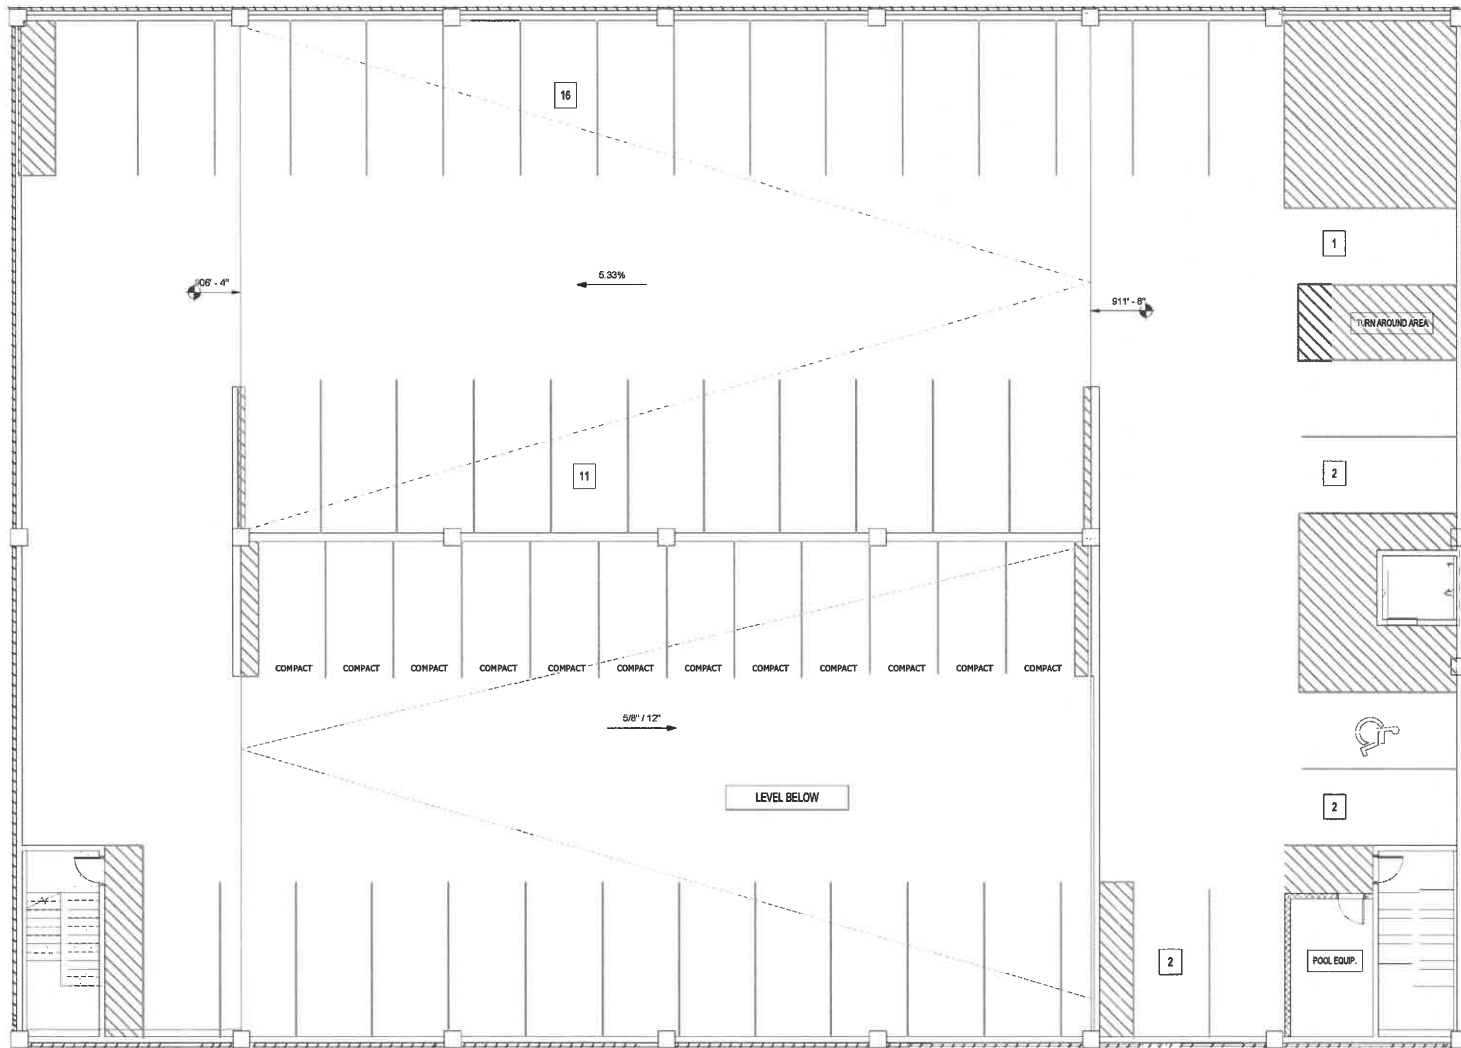 16
1
5.33%
906' - 4"
911' - 8"
TURN AROUND AREA
11
2
COMPACT COMPACT COMPACT COMPACT COMPACT COMPACT COMPACT COMPACT COMPACT COMPACT COMPACT COMPACT
5/8" / 12"
LEVEL BELOW
2
2
POOL EQUIP.